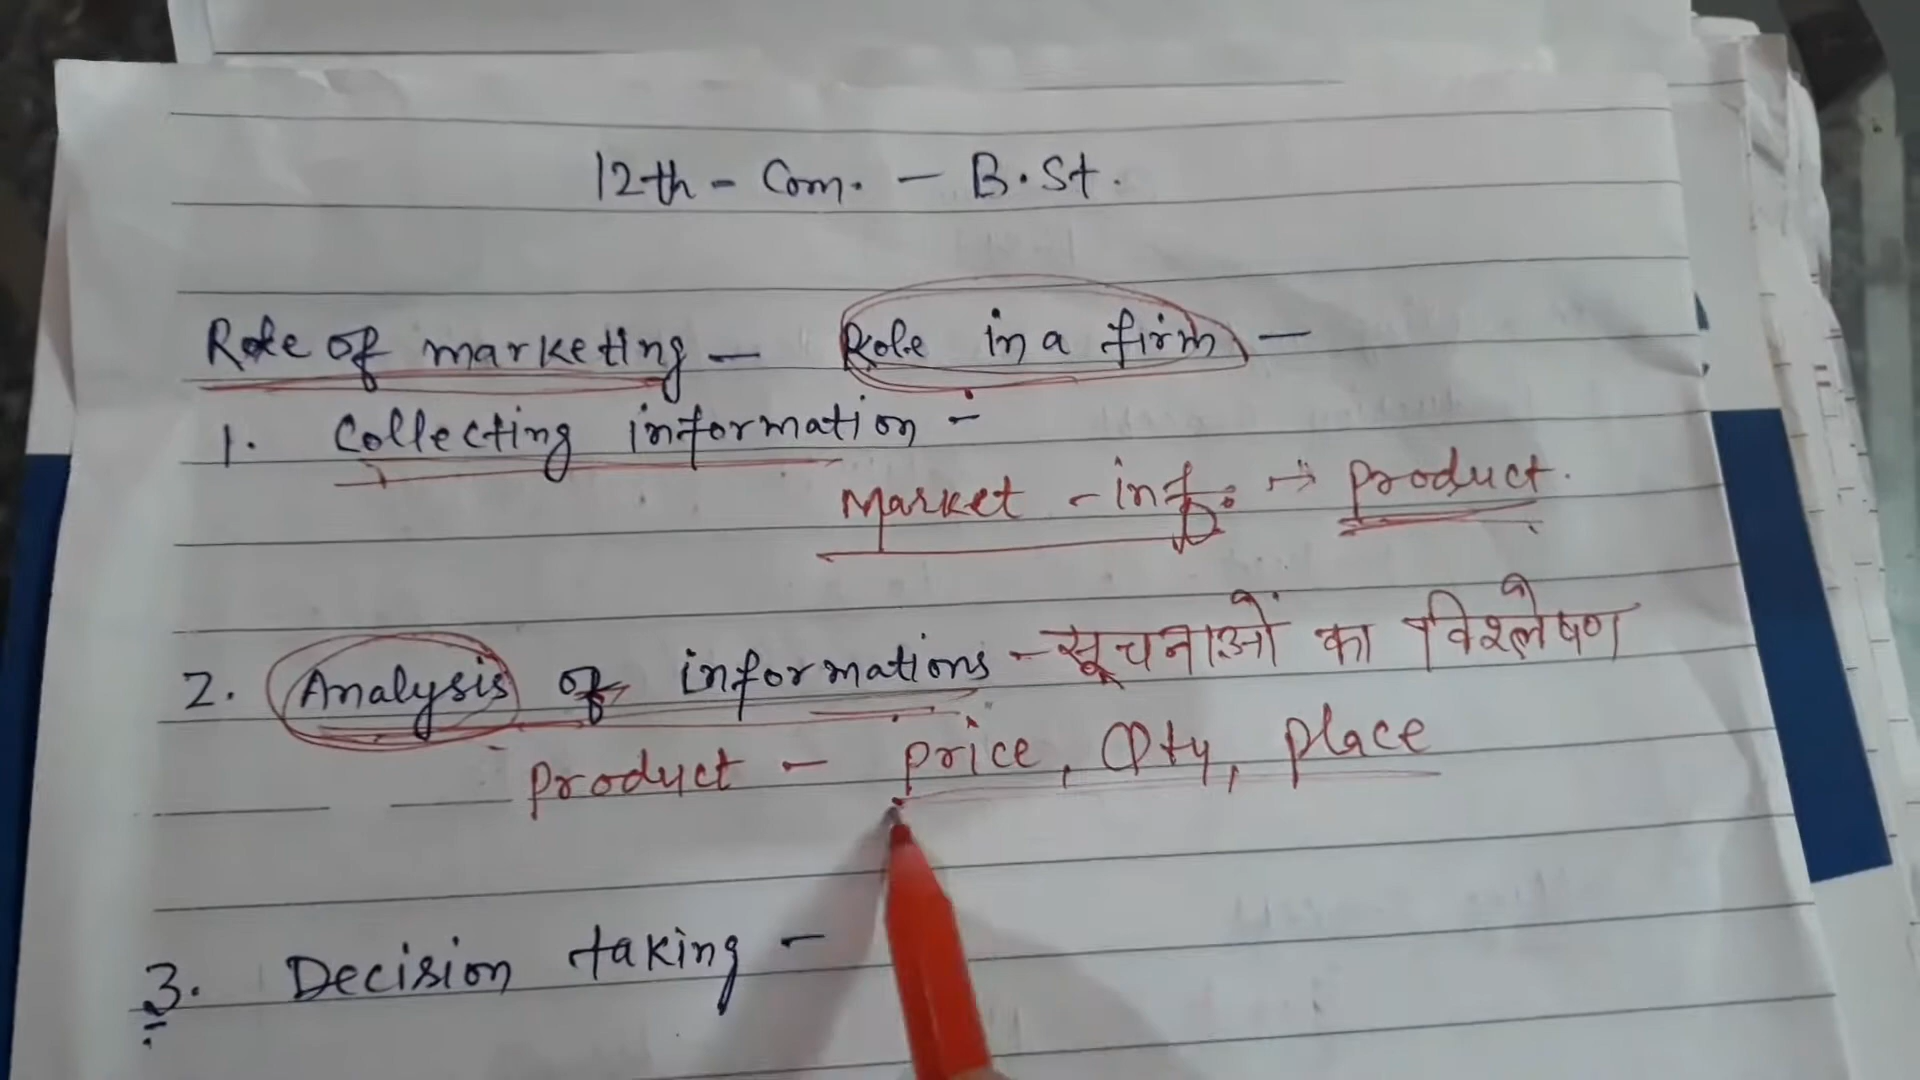 12th - Com. - B.St.
Role of marketing - Role in a firm -
1. Collecting information -
Market - inf. → product.
2. Analysis of informations - सूचनाओं का विश्लेषण
product - price, Qty, place
3. Decision taking -